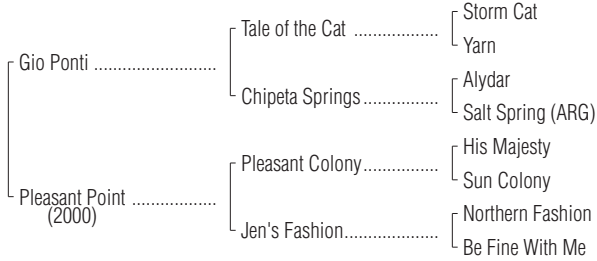 Storm Cat
Tale of the Cat ..................
Yarn
Gio Ponti ..........................
Alydar
Chipeta Springs................
Salt Spring (ARG)
His Majesty
Pleasant Colony................
Sun Colony
Pleasant Point ..................
(2000)
Northern Fashion
Jen's Fashion....................
Be Fine With Me